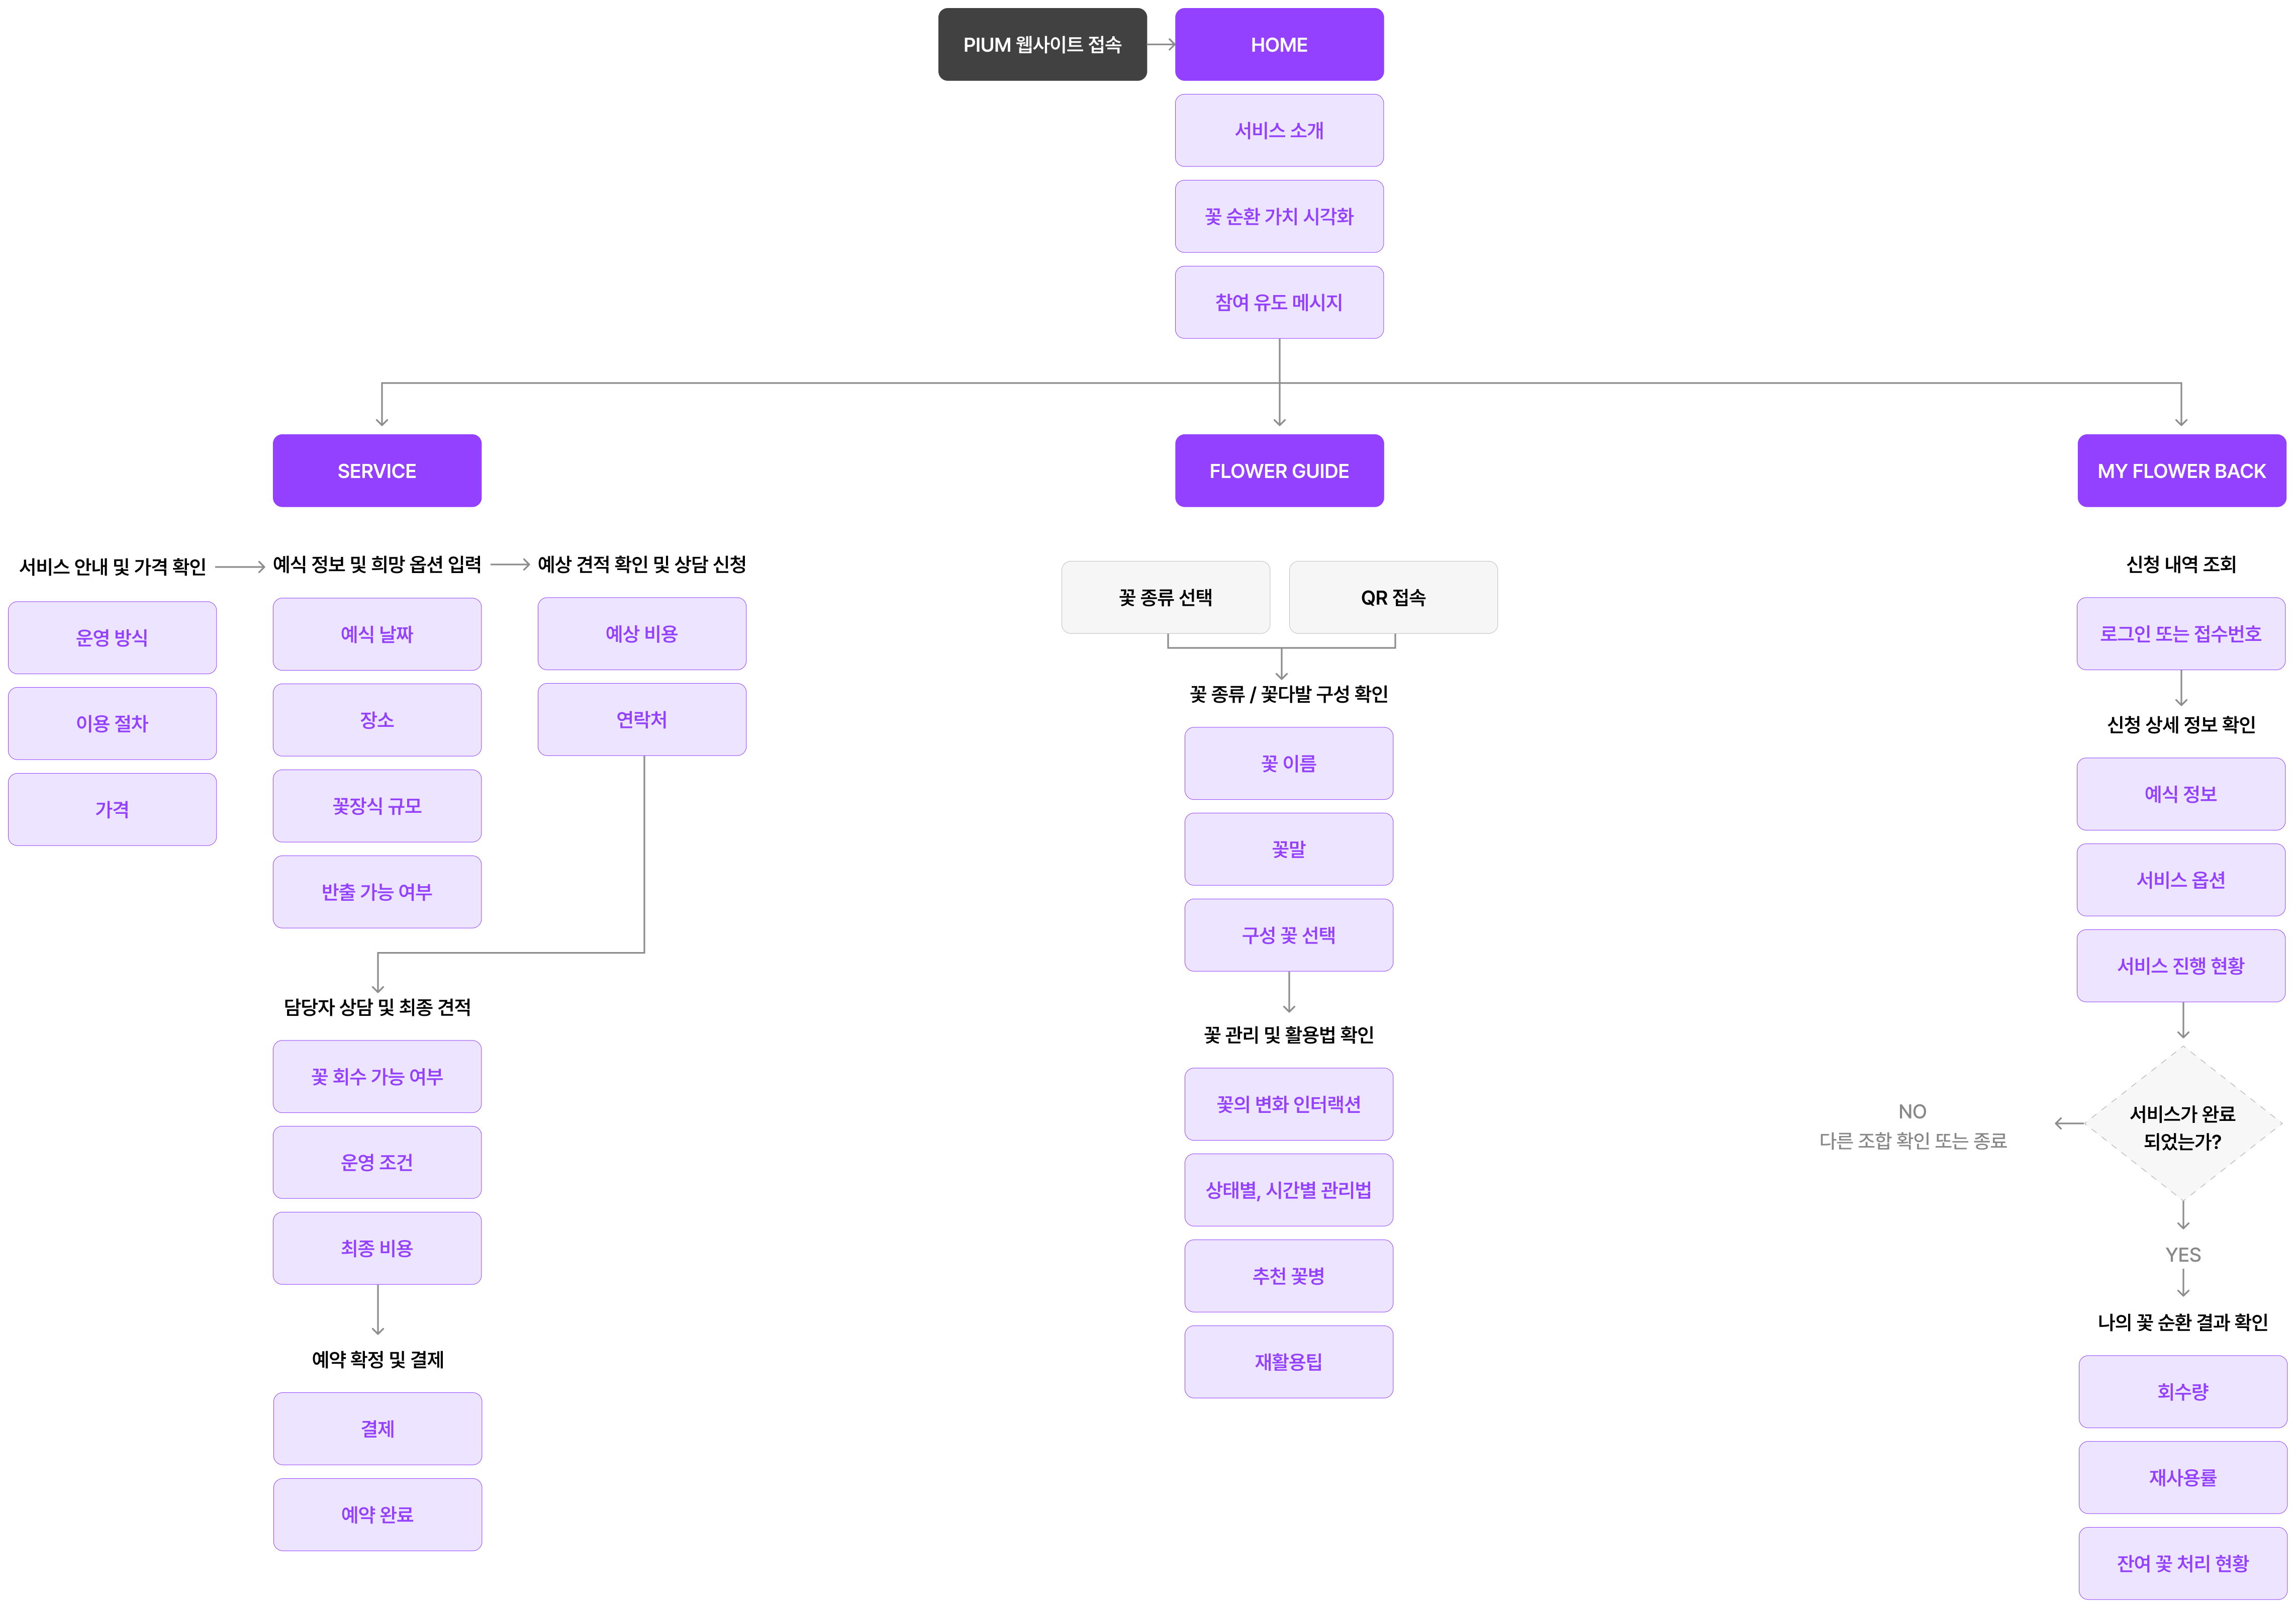 PIUM 웹사이트 접속
HOME
서비스 소개
꽃 순환 가치 시각화
참여 유도 메시지
SERVICE
서비스 안내 및 가격 확인
운영 방식
이용 절차
가격
예식 정보 및 희망 옵션 입력
예식 날짜
장소
꽃장식 규모
반출 가능 여부
예상 견적 확인 및 상담 신청
예상 비용
연락처
담당자 상담 및 최종 견적
꽃 회수 가능 여부
운영 조건
최종 비용
예약 확정 및 결제
결제
예약 완료
FLOWER GUIDE
꽃 종류 선택
QR 접속
꽃 종류 / 꽃다발 구성 확인
꽃 이름
꽃말
구성 꽃 선택
꽃 관리 및 활용법 확인
꽃의 변화 인터랙션
상태별, 시간별 관리법
추천 꽃병
재활용팁
MY FLOWER BACK
신청 내역 조회
로그인 또는 접수번호
신청 상세 정보 확인
예식 정보
서비스 옵션
서비스 진행 현황
서비스가 완료
되었는가?
NO
다른 조합 확인 또는 종료
YES
나의 꽃 순환 결과 확인
회수량
재사용률
잔여 꽃 처리 현황